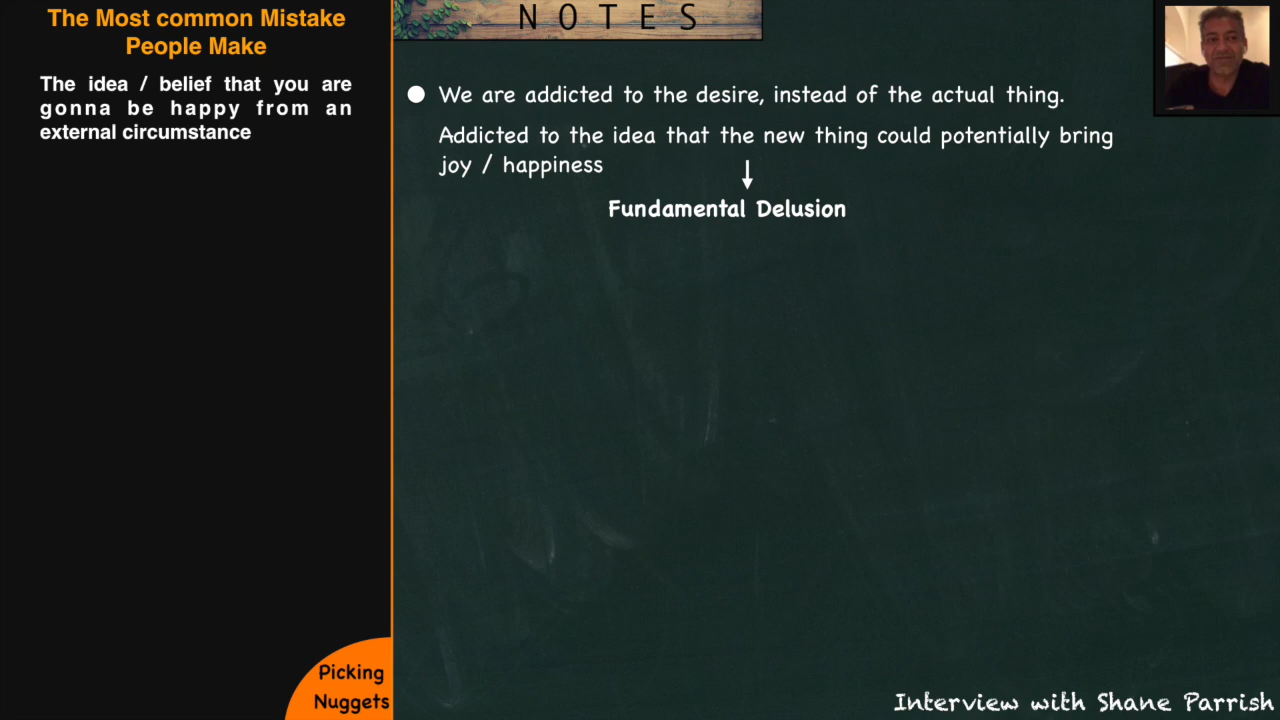 The Most common Mistake
People Make
The idea / belief that you are
gonna be happy from an
external circumstance
NOTES
We are addicted to the desire, instead of the actual thing.
Addicted to the idea that the new thing could potentially bring
joy / happiness
Fundamental Delusion
Picking
Nuggets
Interview with Shane Parrish